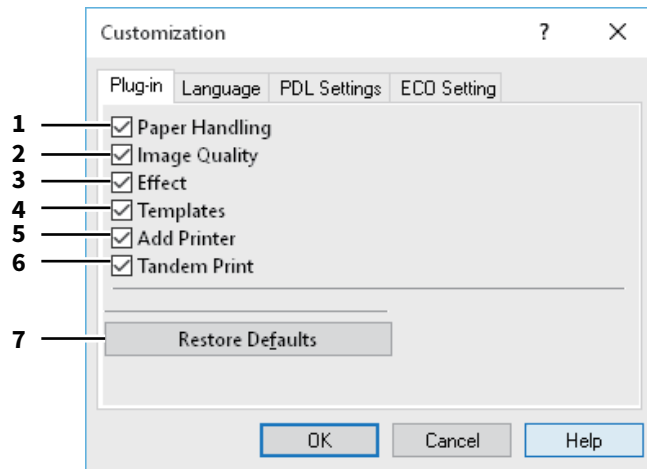 Customization ?
Plug-in Language PDL Settings ECO Setting
1 Paper Handling
2 Image Quality
3 Effect
4 Templates
5 Add Printer
6 Tandem Print
7 Restore Defaults
OK Cancel Help